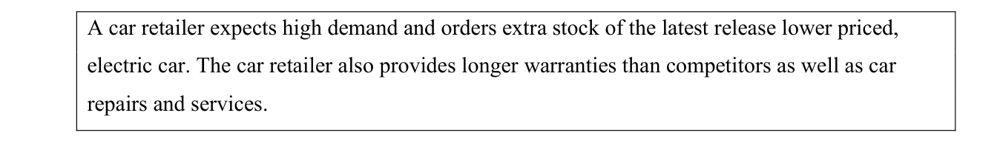 A car retailer expects high demand and orders extra stock of the latest release lower priced,
electric car. The car retailer also provides longer warranties than competitors as well as car
repairs and services.